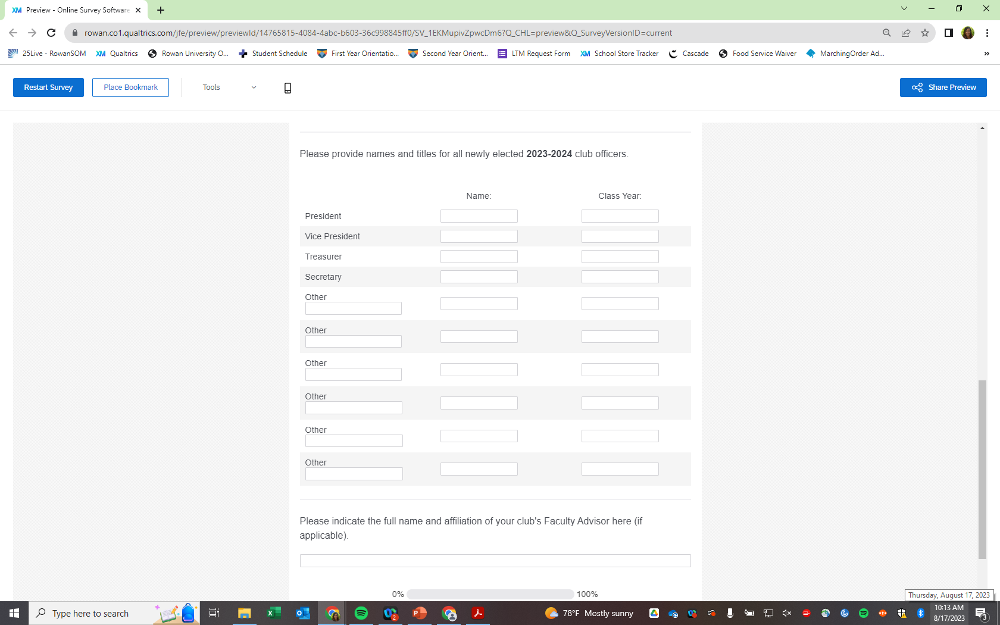 Preview - Online Survey Software
rowan.co1.qualtrics.com/jfe/preview/previewId/14765815-4084-4abc-b603-36c998845ff0/SV_1EKMupivZpwcDm6?Q_CHL=preview&Q_SurveyVersionID=current
25Live - RowanSOM XM Qualtrics Rowan University O... Student Schedule First Year Orientatio... Second Year Orient... LTM Request Form XM School Store Tracker Cascade Food Service Waiver MarchingOrder Ad... »
Restart Survey Place Bookmark Tools Share Preview
Please provide names and titles for all newly elected 2023-2024 club officers.
Name: Class Year:
President
Vice President
Treasurer
Secretary
Other
Other
Other
Other
Other
Other
Please indicate the full name and affiliation of your club's Faculty Advisor here (if
applicable).
0% 100%
Thursday, August 17, 2023
Type here to search 78°F Mostly sunny 10:13 AM
8/17/2023